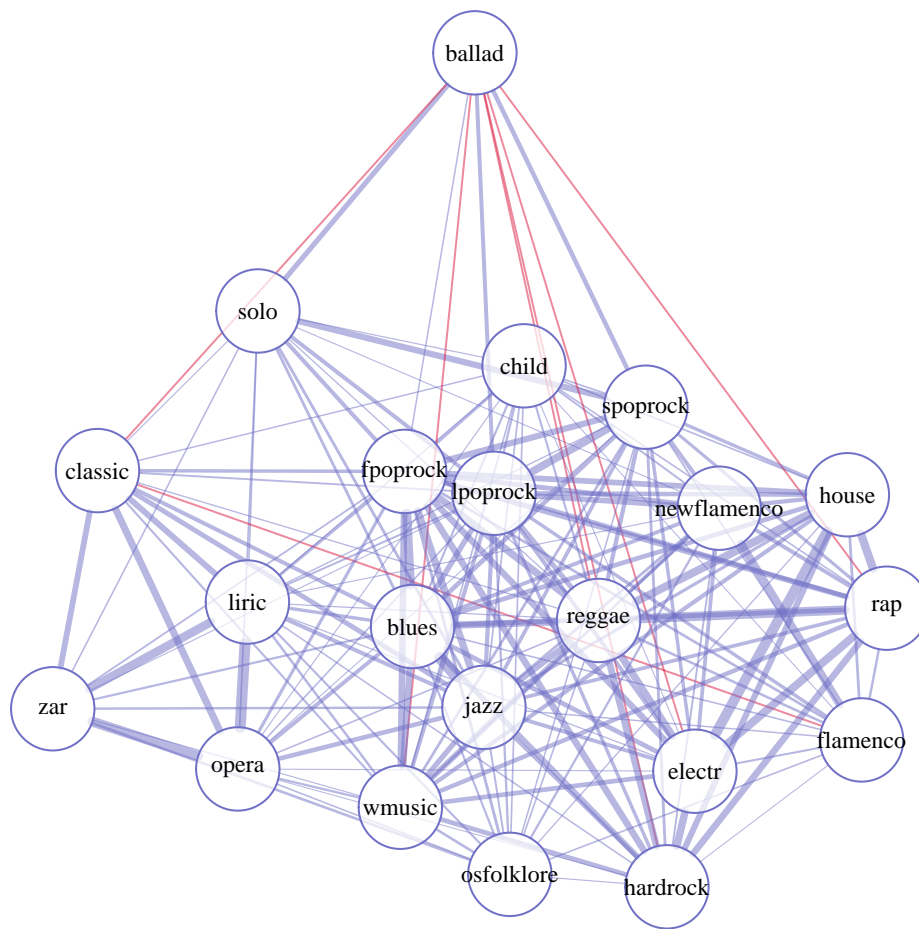 ballad
solo
child
spoprock
classic
fpoprock
lpoprock
newflamenco
house
liric
blues
reggae
rap
zar
jazz
flamenco
opera
electr
wmusic
osfolklore
hardrock